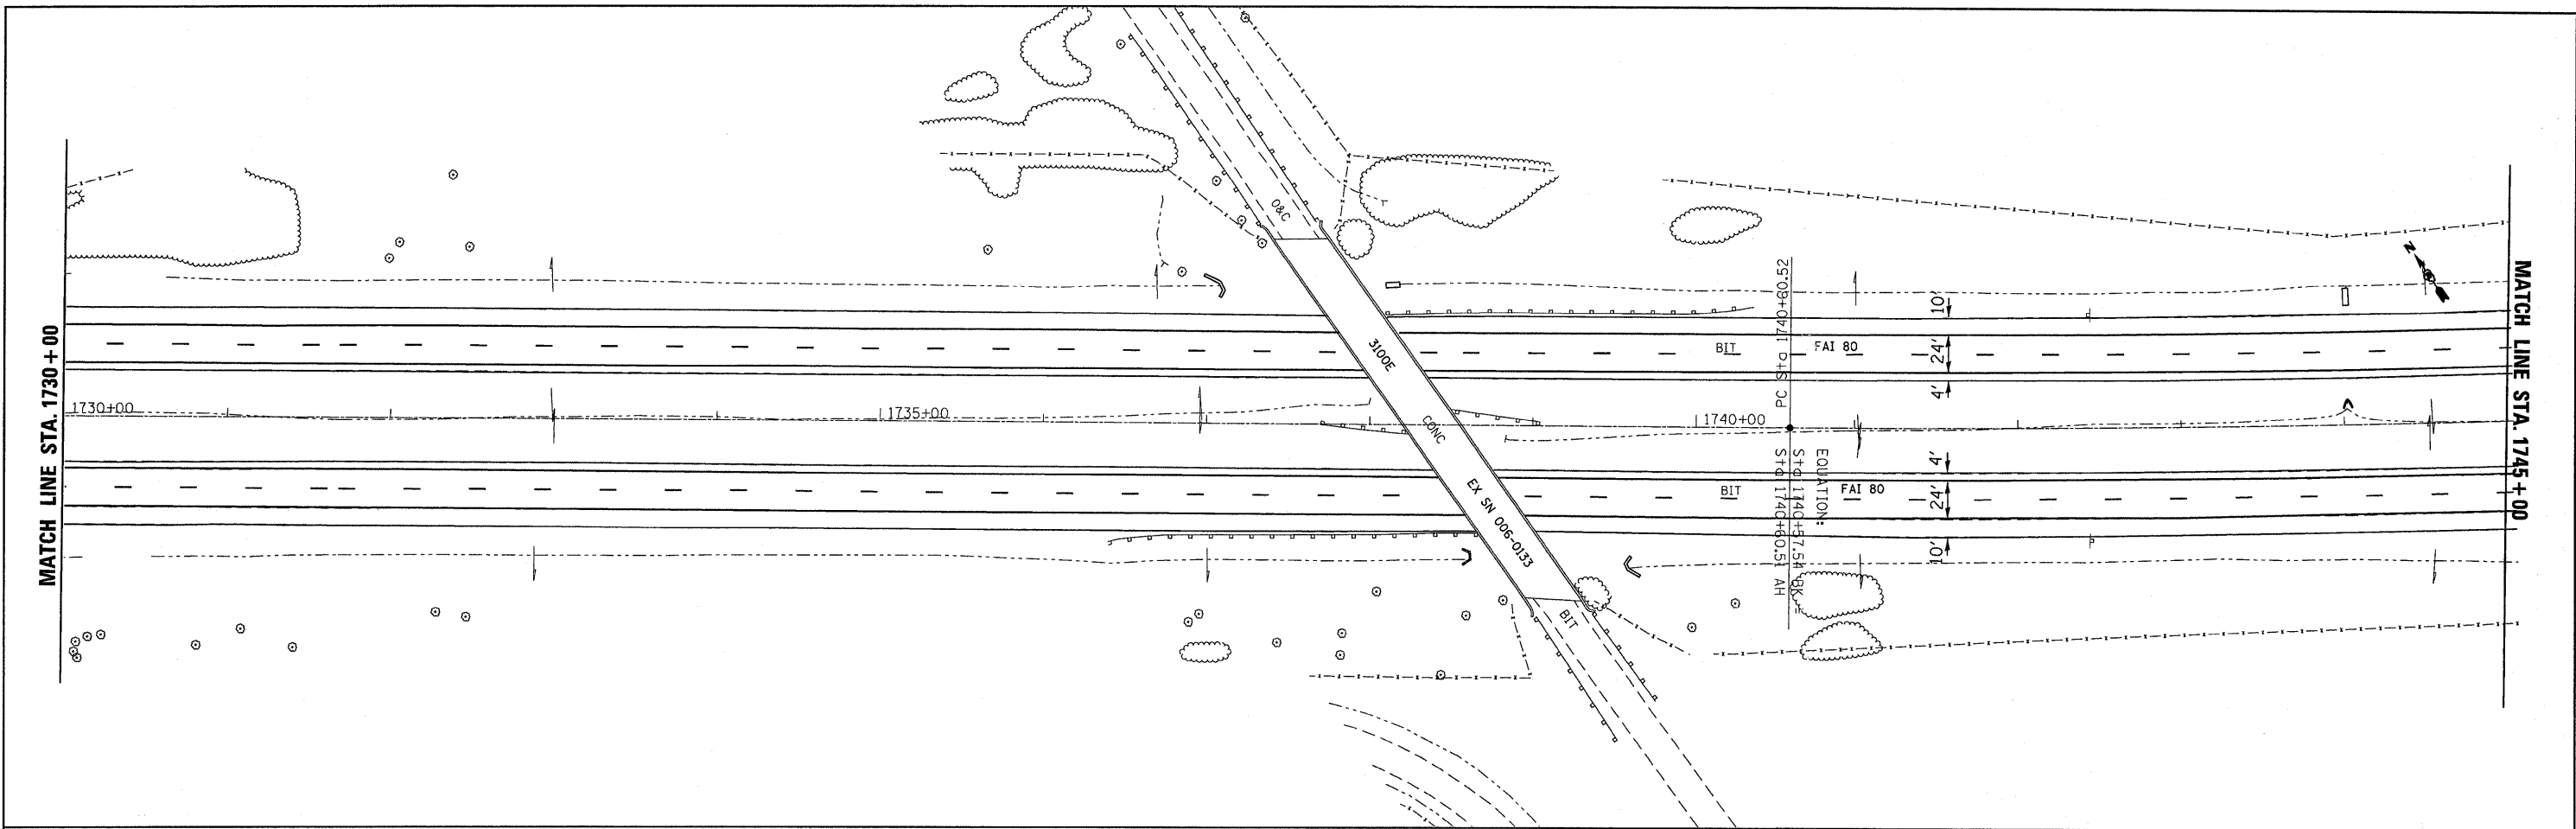 MATCH LINE STA. 1730+00
1730+00
1735+00
1740+00
O&C
3100E
CONC
EX SN 006-0133
BIT
BIT
FAI 80
BIT
FAI 80
PC Sta 1740+60.52
EQUATION:
Sta 1740+57.54 BK =
Sta 1740+60.51 AH
10'
24'
4'
4'
24'
10'
N
MATCH LINE STA. 1745+00